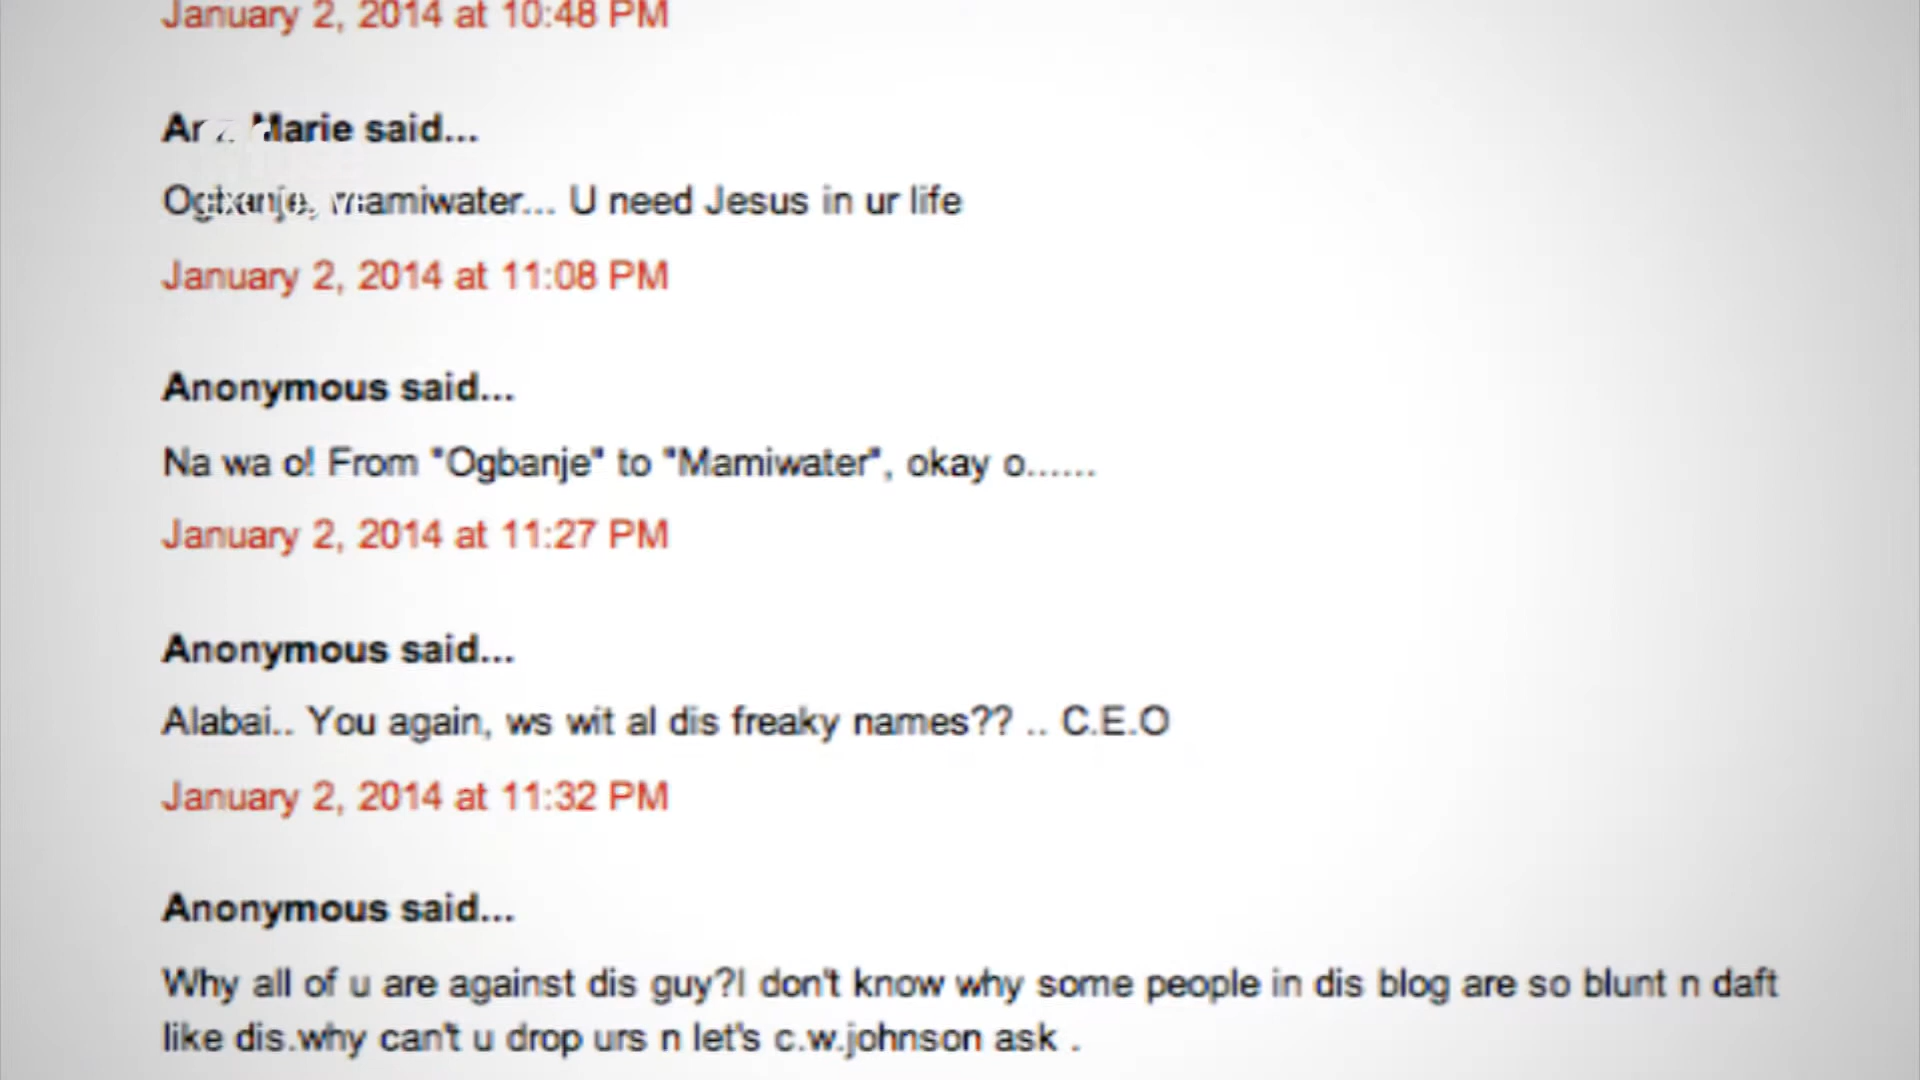 January 2, 2014 at 10:48 PM
Marie said...
Ogbanje, mamiwater... U need Jesus in ur life
January 2, 2014 at 11:08 PM
Anonymous said...
Na wa o! From "Ogbanje" to "Mamiwater", okay o......
January 2, 2014 at 11:27 PM
Anonymous said...
Alabai.. You again, ws wit al dis freaky names?? .. C.E.O
January 2, 2014 at 11:32 PM
Anonymous said...
Why all of u are against dis guy?I don't know why some people in dis blog are so blunt n daft
like dis.why can't u drop urs n let's c.w.johnson ask .